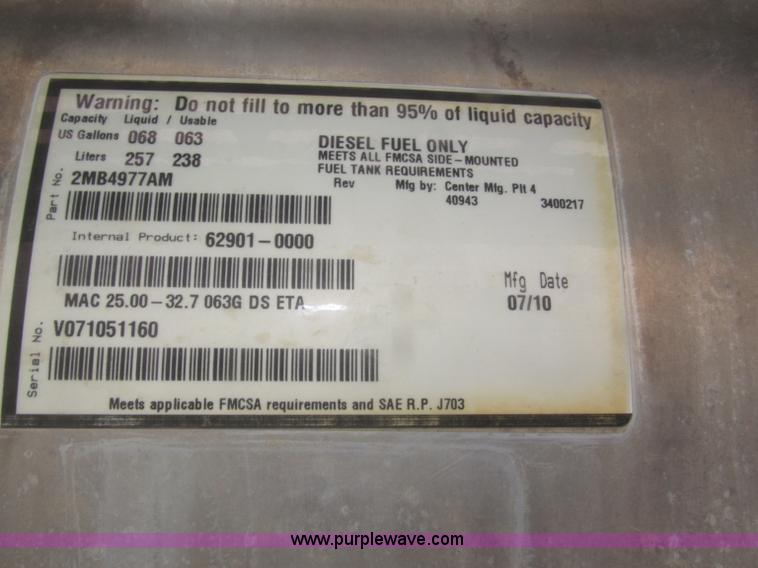 Warning: Do not fill to more than 95% of liquid capacity
Capacity Liquid / Usable
US Gallons 068 063
Liters 257 238
DIESEL FUEL ONLY
MEETS ALL FMCSA SIDE-MOUNTED
FUEL TANK REQUIREMENTS
Rev Mfg by: Center Mfg. Plt 4
40943 3400217
Part No. 2MB4977AM
Internal Product: 62901-0000
MAC 25.00-32.7 063G DS ETA
Mfg Date
07/10
Serial No. V071051160
Meets applicable FMCSA requirements and SAE R.P. J703
www.purplewave.com